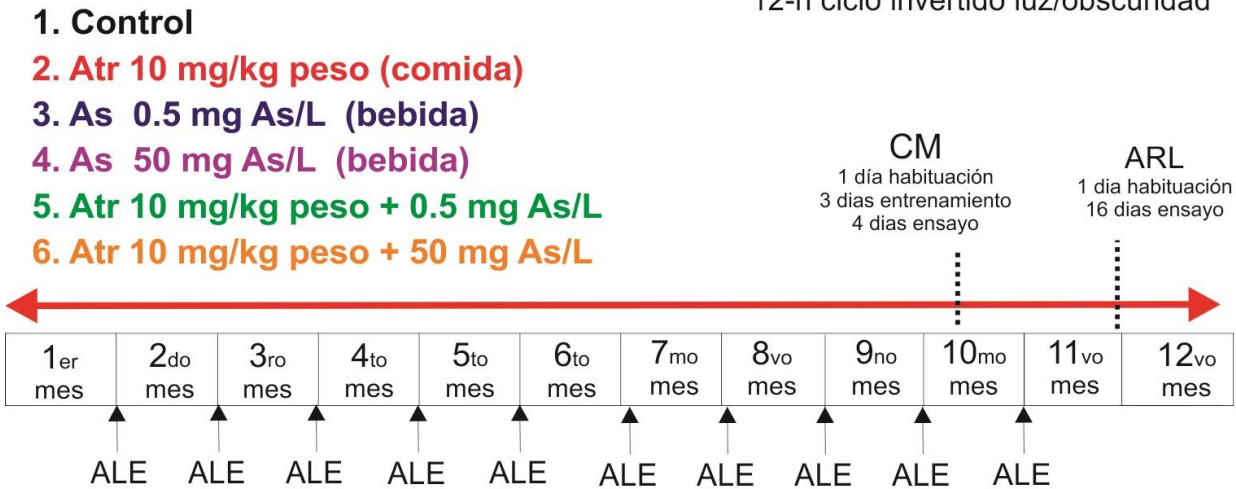 12-h ciclo invertido luz/obscuridad
1. Control
2. Atr 10 mg/kg peso (comida)
3. As 0.5 mg As/L (bebida)
4. As 50 mg As/L (bebida)
5. Atr 10 mg/kg peso + 0.5 mg As/L
6. Atr 10 mg/kg peso + 50 mg As/L
CM
1 día habituación
3 dias entrenamiento
4 dias ensayo
ARL
1 dia habituación
16 dias ensayo
1er mes
2do mes
3ro mes
4to mes
5to mes
6to mes
7mo mes
8vo mes
9no mes
10mo mes
11vo mes
12vo mes
ALE ALE ALE ALE ALE ALE ALE ALE ALE ALE